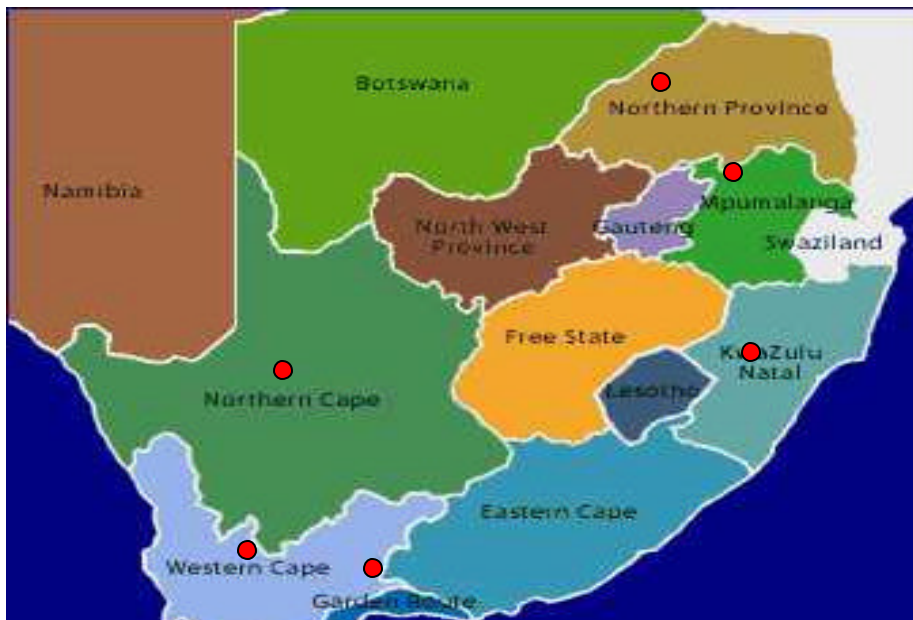 Botswana
Northern Province
Namibia
Mpumalanga
North West
Province
Gauteng
Swaziland
Free State
KwaZulu
Natal
Lesotho
Northern Cape
Eastern Cape
Western Cape
Garden Route